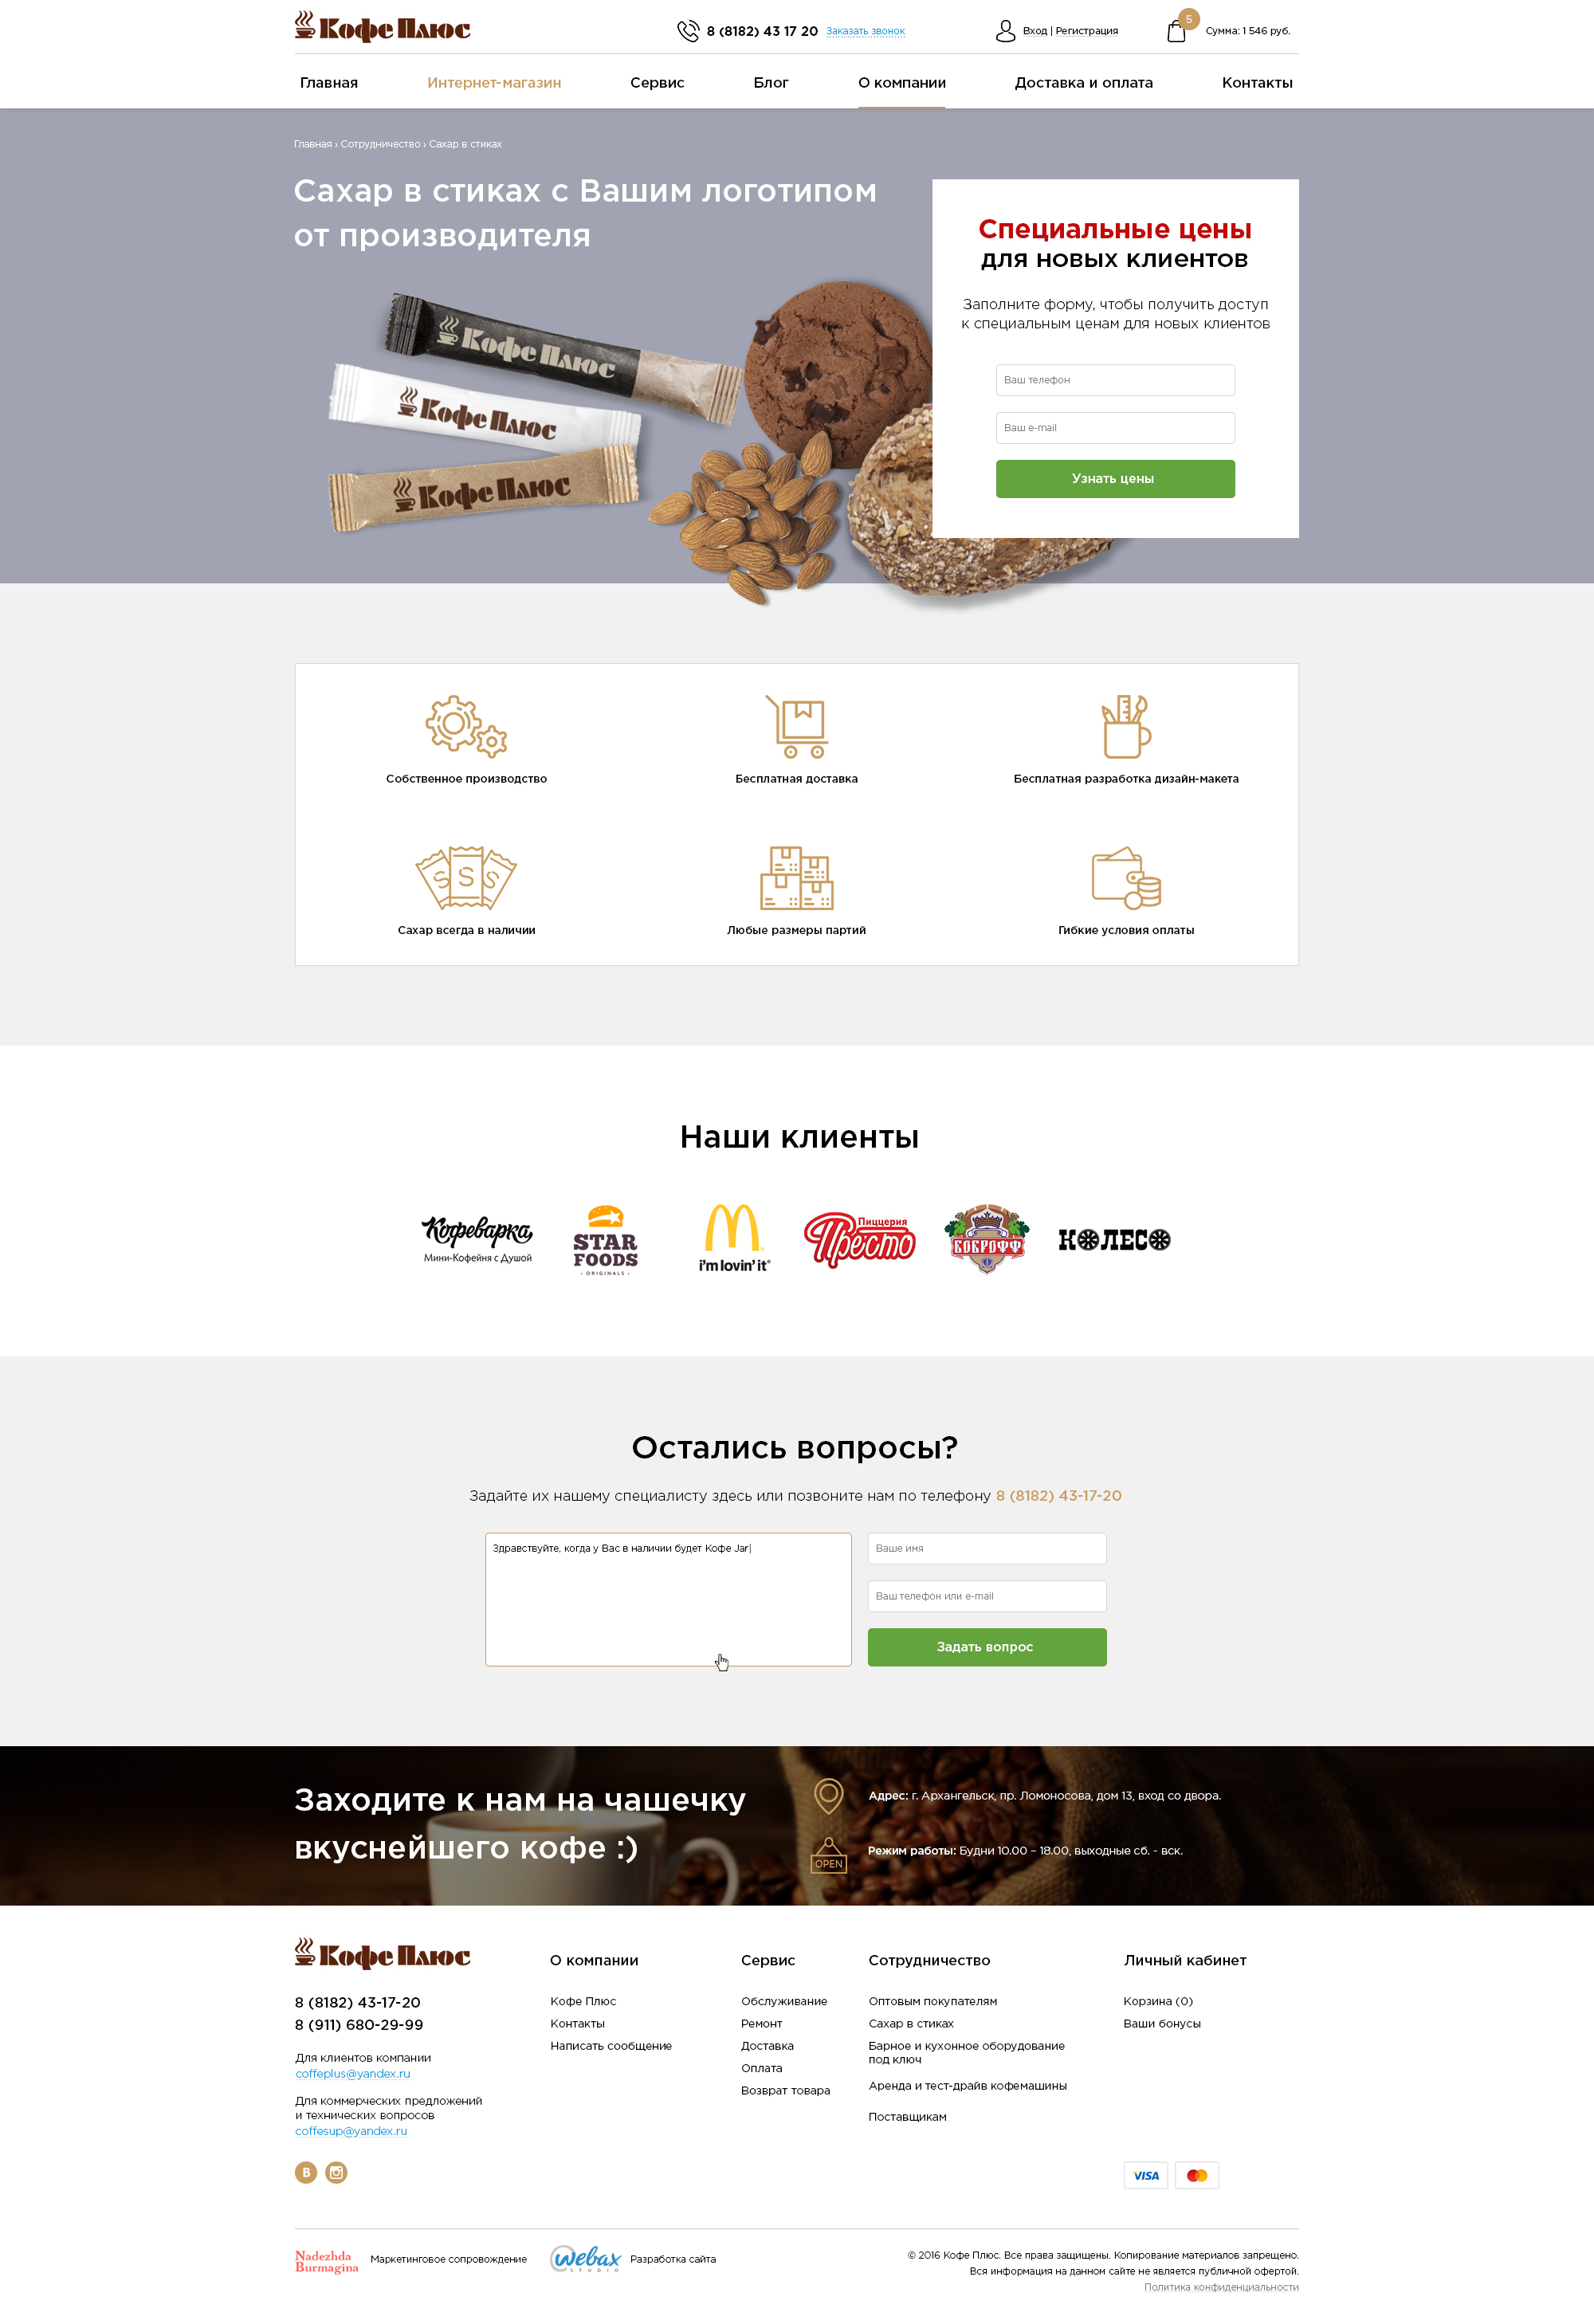 Кофе Плюс
8 (8182) 43 17 20 Заказать звонок
Вход | Регистрация
5
Сумма: 1 546 руб.
Главная Интернет-магазин Сервис Блог О компании Доставка и оплата Контакты
Главная › Сотрудничество › Сахар в стиках
Сахар в стиках с Вашим логотипом
от производителя
Кофе Плюс
Кофе Плюс
Кофе Плюс
Специальные цены
для новых клиентов
Заполните форму, чтобы получить доступ
к специальным ценам для новых клиентов
Ваш телефон
Ваш e-mail
Узнать цены
Собственное производство
Бесплатная доставка
Бесплатная разработка дизайн-макета
S S S
Сахар всегда в наличии
Любые размеры партий
Гибкие условия оплаты
Наши клиенты
Кофеварка
Мини-Кофейня с Душой
STAR
FOODS
• ORIGINALS •
i'm lovin' it®
Пиццерия
Престо
БОБРОФФ
КОЛЕСО
Остались вопросы?
Задайте их нашему специалисту здесь или позвоните нам по телефону 8 (8182) 43-17-20
Здравствуйте, когда у Вас в наличии будет Кофе Jar|
Ваше имя
Ваш телефон или e-mail
Задать вопрос
Заходите к нам на чашечку
вкуснейшего кофе :)
Адрес: г. Архангельск, пр. Ломоносова, дом 13, вход со двора.
OPEN
Режим работы: Будни 10.00 – 18.00, выходные сб. - вск.
Кофе Плюс
8 (8182) 43-17-20
8 (911) 680-29-99
Для клиентов компании
coffeplus@yandex.ru
Для коммерческих предложений
и технических вопросов
coffesup@yandex.ru
В
О компании
Кофе Плюс
Контакты
Написать сообщение
Сервис
Обслуживание
Ремонт
Доставка
Оплата
Возврат товара
Сотрудничество
Оптовым покупателям
Сахар в стиках
Барное и кухонное оборудование
под ключ
Аренда и тест-драйв кофемашины
Поставщикам
Личный кабинет
Корзина (0)
Ваши бонусы
VISA
Nadezhda
Burmagina
Маркетинговое сопровождение
Webax
STUDIO
Разработка сайта
© 2016 Кофе Плюс. Все права защищены. Копирование материалов запрещено.
Вся информация на данном сайте не является публичной офертой.
Политика конфиденциальности